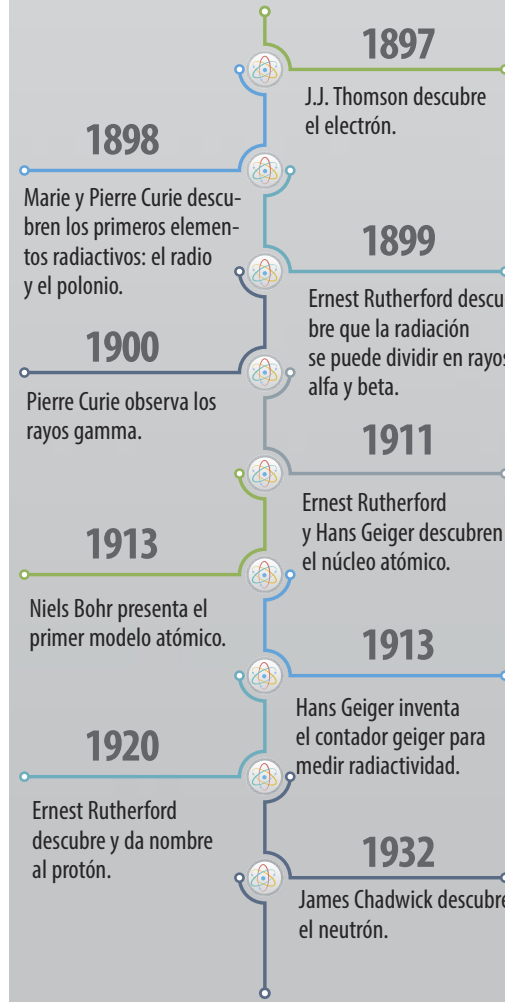 1897
J.J. Thomson descubre
el electrón.
1898
Marie y Pierre Curie descu-
bren los primeros elemen-
tos radiactivos: el radio
y el polonio.
1899
Ernest Rutherford descu
bre que la radiación
se puede dividir en rayos
alfa y beta.
1900
Pierre Curie observa los
rayos gamma.
1911
Ernest Rutherford
y Hans Geiger descubren
el núcleo atómico.
1913
Niels Bohr presenta el
primer modelo atómico.
1913
Hans Geiger inventa
el contador geiger para
medir radiactividad.
1920
Ernest Rutherford
descubre y da nombre
al protón.
1932
James Chadwick descubre
el neutrón.